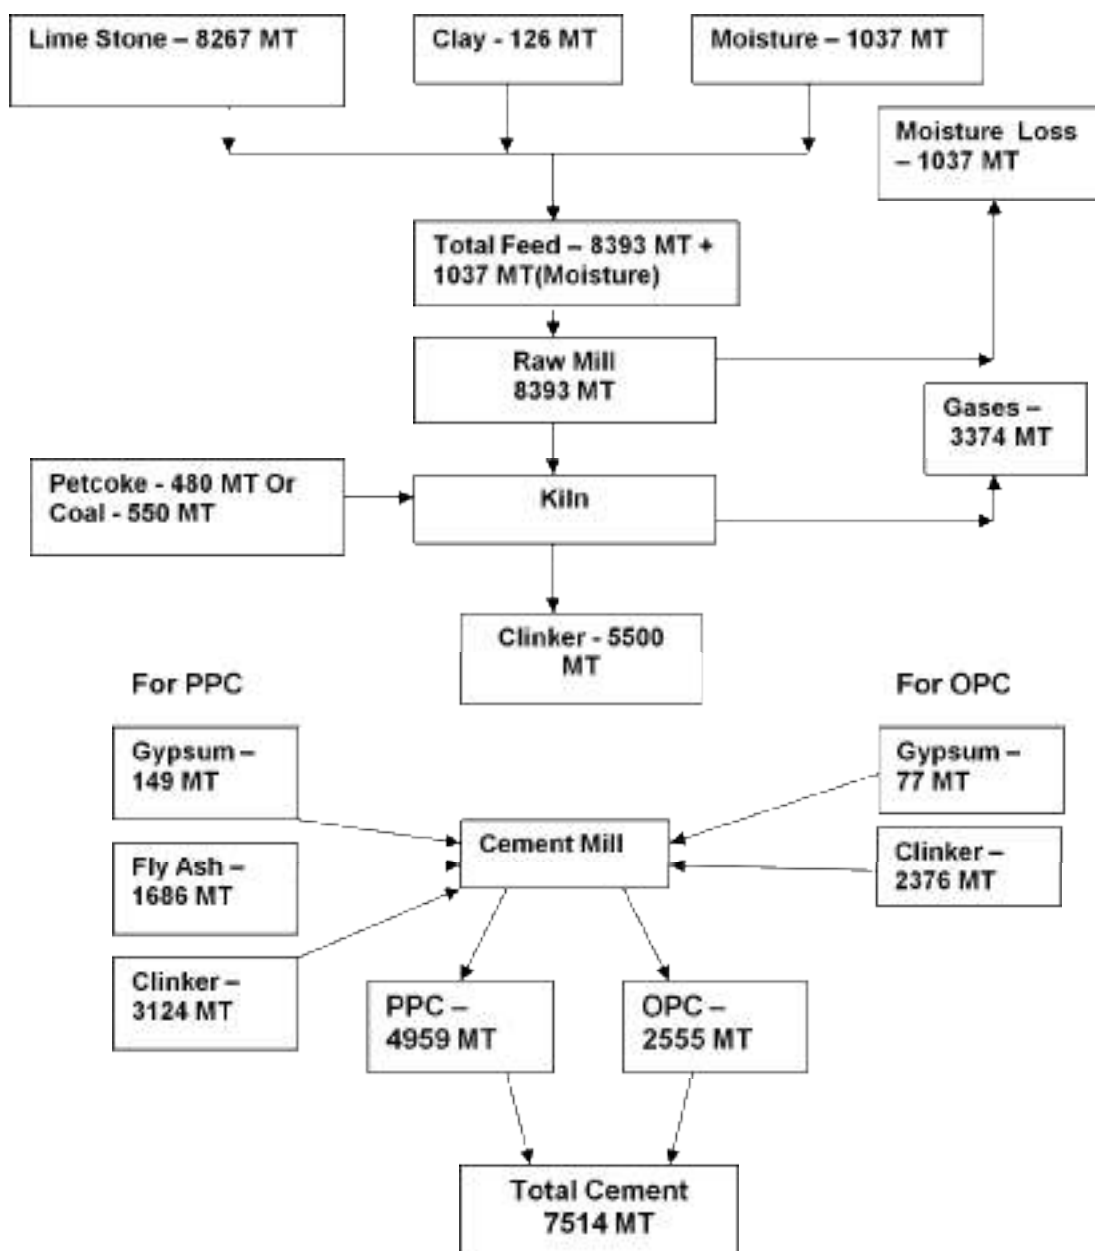 Lime Stone – 8267 MT
Clay - 126 MT
Moisture – 1037 MT
Moisture Loss
– 1037 MT
Total Feed – 8393 MT +
1037 MT(Moisture)
Raw Mill
8393 MT
Gases –
3374 MT
Petcoke - 480 MT Or
Coal - 550 MT
Kiln
Clinker - 5500
MT
For PPC
For OPC
Gypsum –
149 MT
Gypsum –
77 MT
Cement Mill
Fly Ash –
1686 MT
Clinker –
2376 MT
Clinker –
3124 MT
PPC –
4959 MT
OPC –
2555 MT
Total Cement
7514 MT